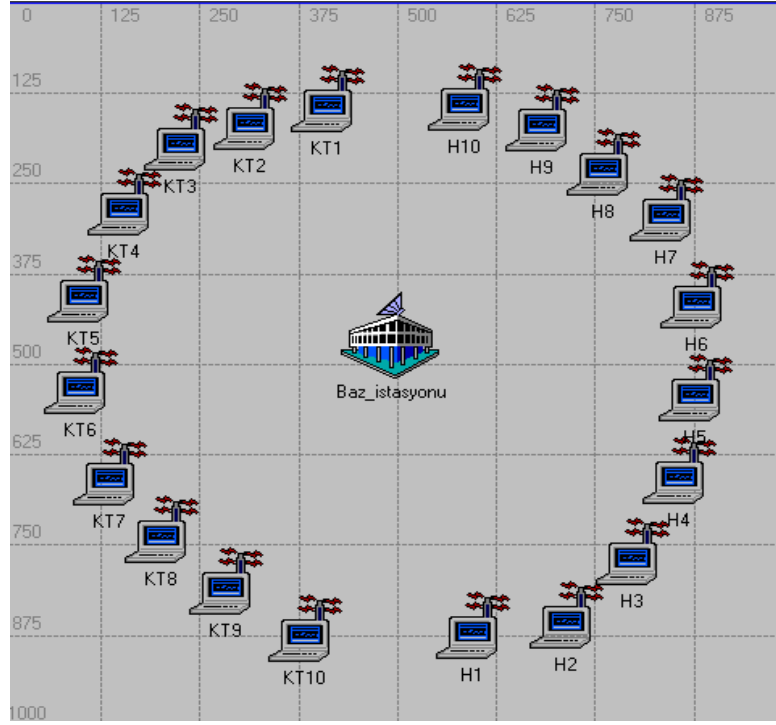 0 125 250 375 500 625 750 875
125
KT1 H10
KT2 H9
KT3 H8
250
KT4 H7
375
KT5 H6
500
Baz_istasyonu
KT6 H5
625
KT7 H4
750
KT8
H3
KT9
875
KT10 H1 H2
1000